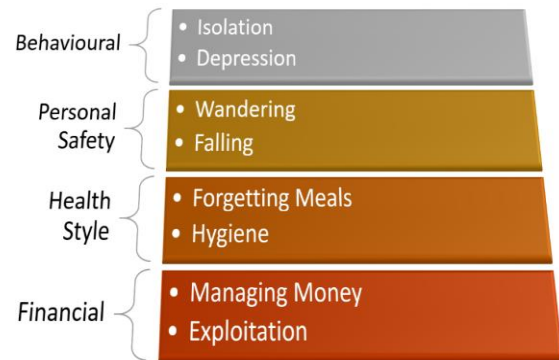 Behavioural
• Isolation
• Depression
Personal
Safety
• Wandering
• Falling
Health
Style
• Forgetting Meals
• Hygiene
Financial
• Managing Money
• Exploitation